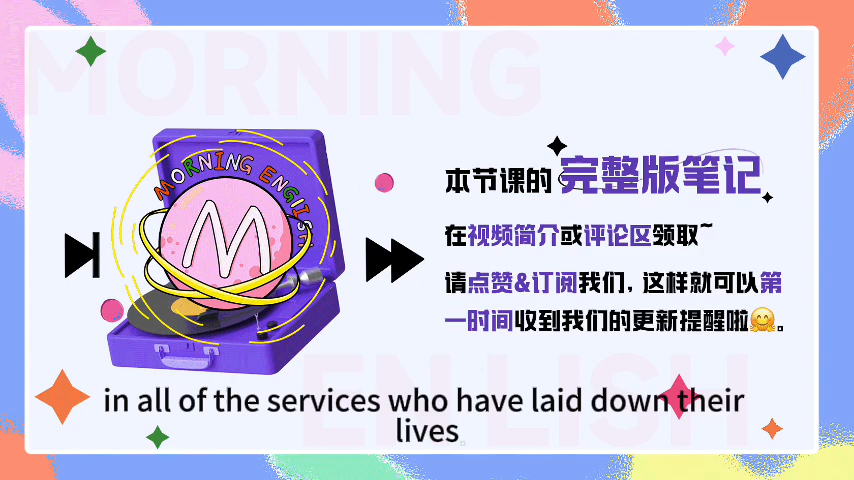 MORNING
MORNING ENGLISH
M
本节课的 完整版笔记
在视频简介或评论区领取~
请点赞&订阅我们, 这样就可以第
一时间收到我们的更新提醒啦🤗。
ENGLISH
in all of the services who have laid down their
lives